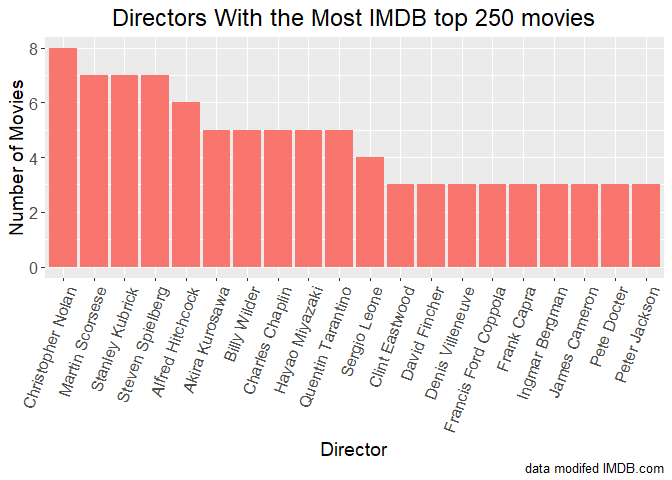 Directors With the Most IMDB top 250 movies
Number of Movies
8
6
4
2
0
Christopher Nolan
Martin Scorsese
Stanley Kubrick
Steven Spielberg
Alfred Hitchcock
Akira Kurosawa
Billy Wilder
Charles Chaplin
Hayao Miyazaki
Quentin Tarantino
Sergio Leone
Clint Eastwood
David Fincher
Denis Villeneuve
Francis Ford Coppola
Frank Capra
Ingmar Bergman
James Cameron
Pete Docter
Peter Jackson
Director
data modifed IMDB.com